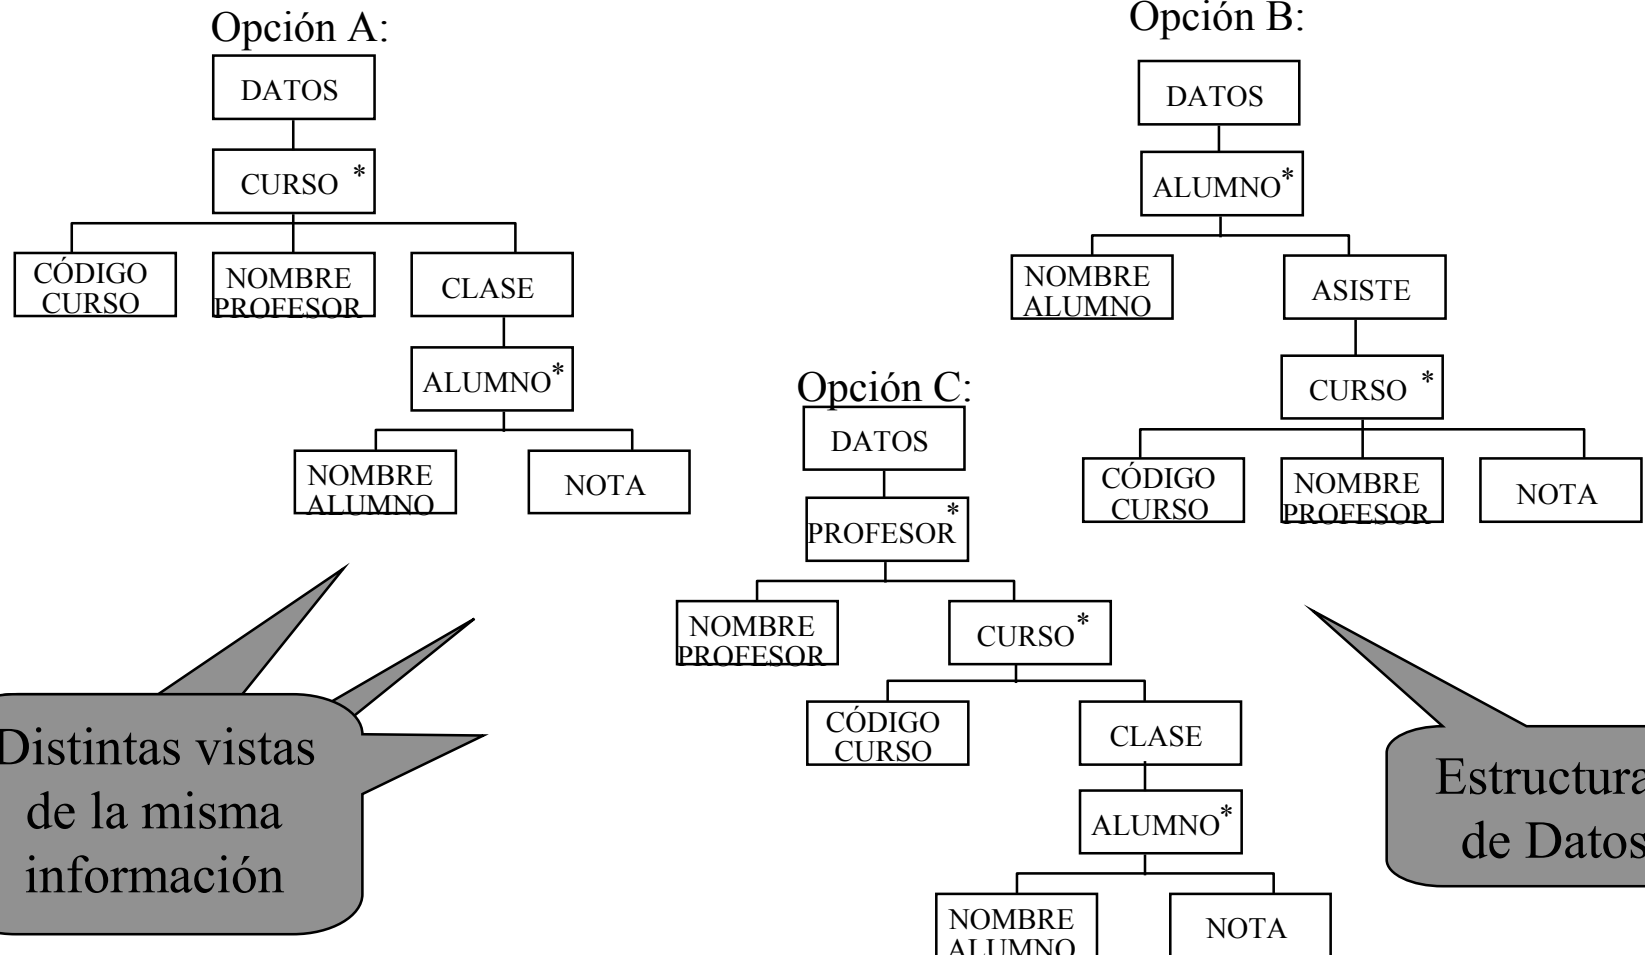 Opción A:
DATOS
CURSO *
CÓDIGO
CURSO
NOMBRE
PROFESOR
CLASE
ALUMNO*
NOMBRE
ALUMNO
NOTA
Opción B:
DATOS
ALUMNO*
NOMBRE
ALUMNO
ASISTE
CURSO *
CÓDIGO
CURSO
NOMBRE
PROFESOR
NOTA
Opción C:
DATOS
*
PROFESOR
NOMBRE
PROFESOR
CURSO*
CÓDIGO
CURSO
CLASE
ALUMNO*
NOMBRE
ALUMNO
NOTA
Distintas vistas
de la misma
información
Estructura
de Datos